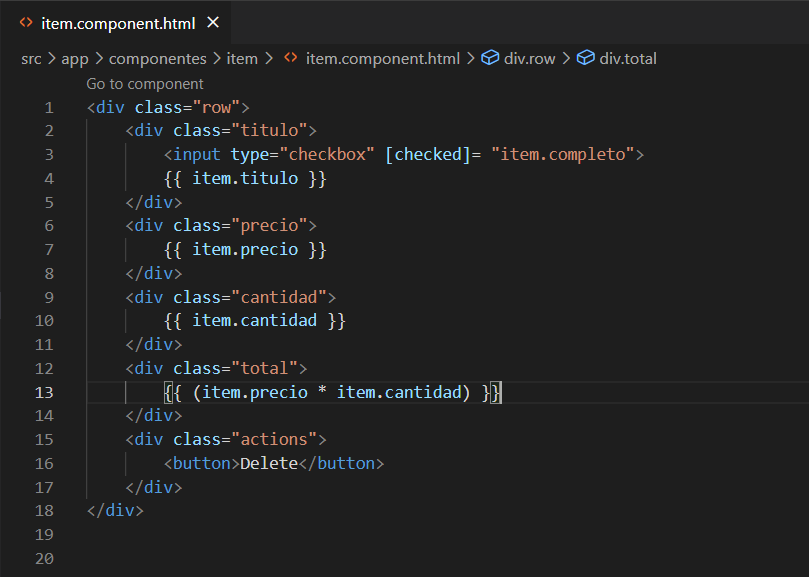 item.component.html
src > app > componentes > item > item.component.html > div.row > div.total
Go to component
1 <div class="row">
2 <div class="titulo">
3 <input type="checkbox" [checked]= "item.completo">
4 {{ item.titulo }}
5 </div>
6 <div class="precio">
7 {{ item.precio }}
8 </div>
9 <div class="cantidad">
10 {{ item.cantidad }}
11 </div>
12 <div class="total">
13 {{ (item.precio * item.cantidad) }}
14 </div>
15 <div class="actions">
16 <button>Delete</button>
17 </div>
18 </div>
19
20